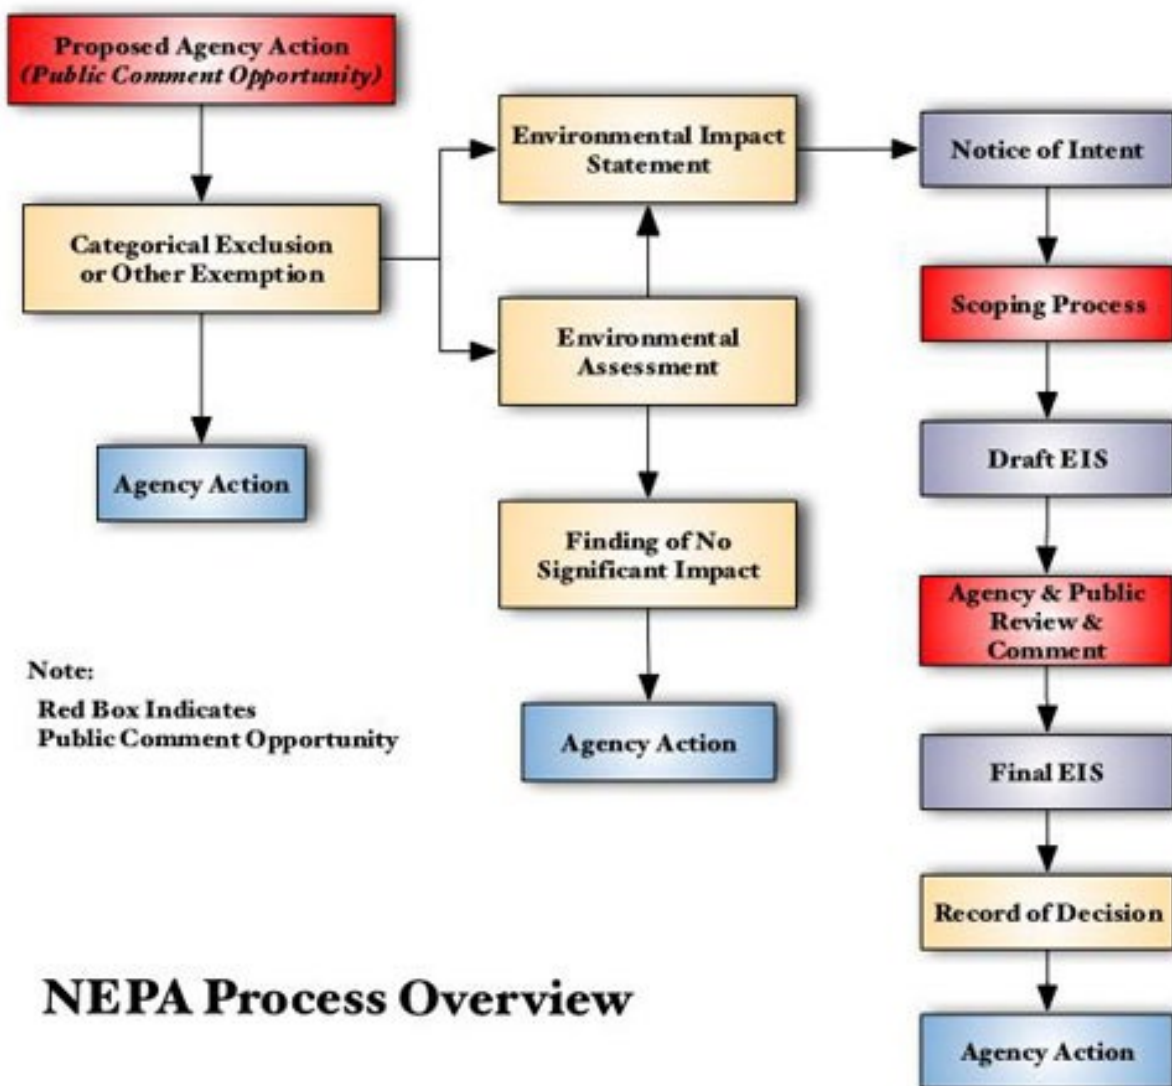 Proposed Agency Action
(Public Comment Opportunity)
Categorical Exclusion
or Other Exemption
Agency Action
Environmental Impact
Statement
Environmental
Assessment
Finding of No
Significant Impact
Agency Action
Notice of Intent
Scoping Process
Draft EIS
Agency & Public
Review &
Comment
Final EIS
Record of Decision
Agency Action
Note:
Red Box Indicates
Public Comment Opportunity
NEPA Process Overview